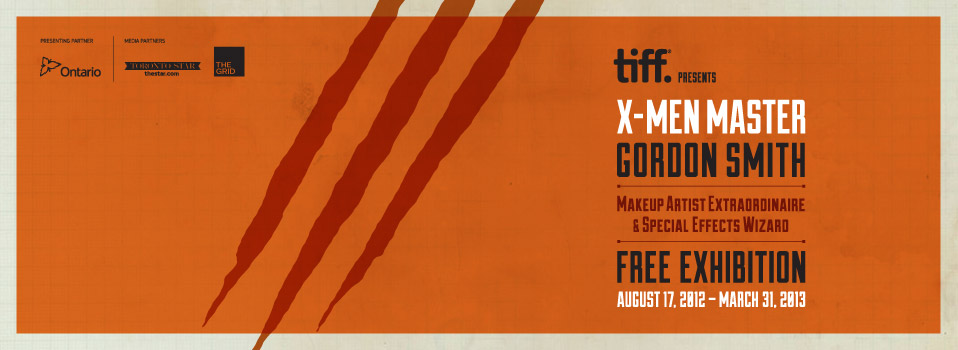 PRESENTING PARTNER
Ontario
MEDIA PARTNERS
TORONTO STAR
thestar.com
THE
GRID
tiff. PRESENTS
X-MEN MASTER
GORDON SMITH
MAKEUP ARTIST EXTRAORDINAIRE
& SPECIAL EFFECTS WIZARD
FREE EXHIBITION
AUGUST 17, 2012 – MARCH 31, 2013